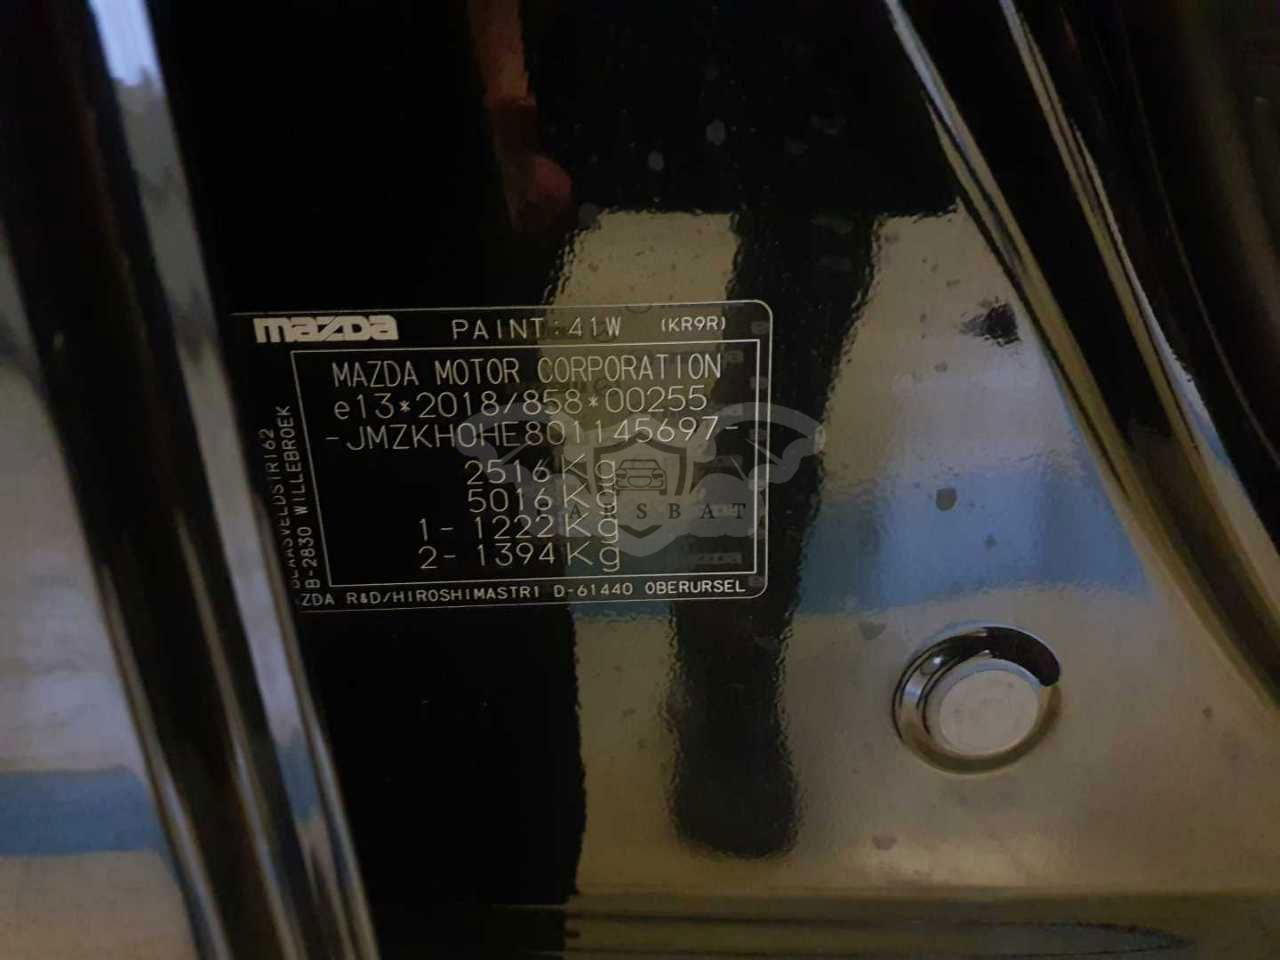 mazda PAINT:41W (KR9R)
MAZDA MOTOR CORPORATION
e13*2018/858*00255
-JMZKH0HE801145697-
2516Kg
5016Kg
1-1222Kg
2-1394Kg
BLAASVELDSTR162
B-2830 WILLEBROEK
ZDA R&D/HIROSHIMASTR1 D-61440 OBERURSEL